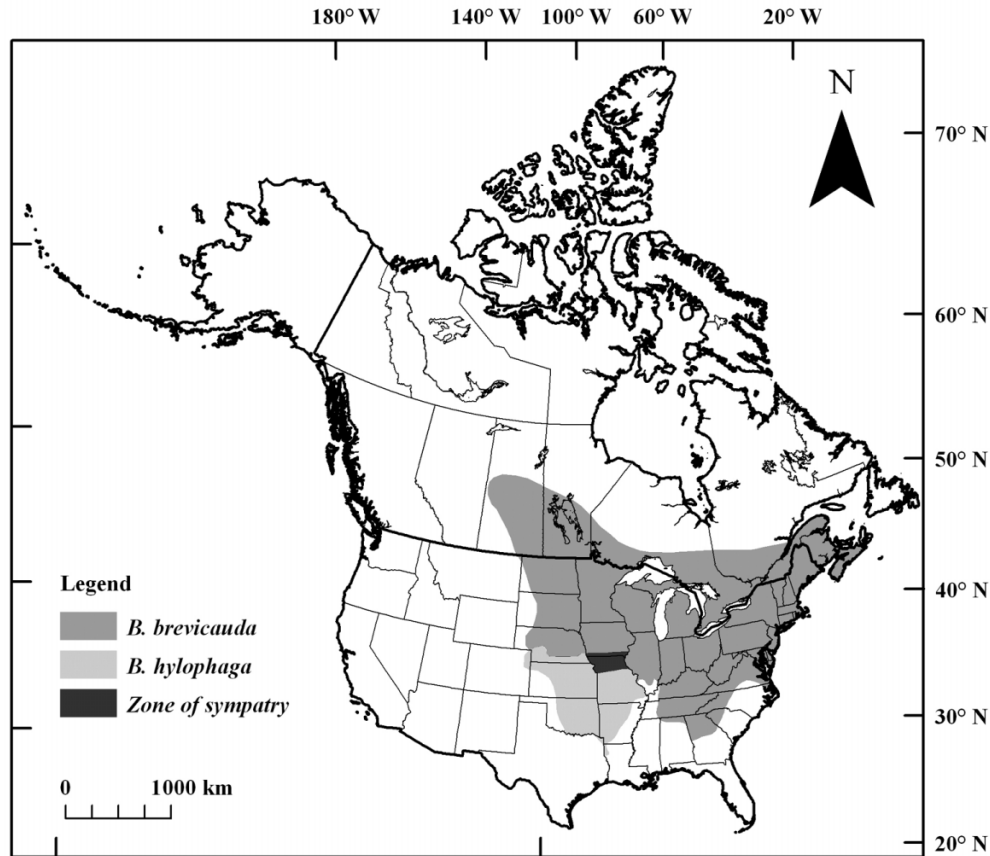 180° W 140° W 100° W 60° W 20° W
N
70° N
60° N
50° N
40° N
30° N
20° N
Legend
B. brevicauda
B. hylophaga
Zone of sympatry
0 1000 km